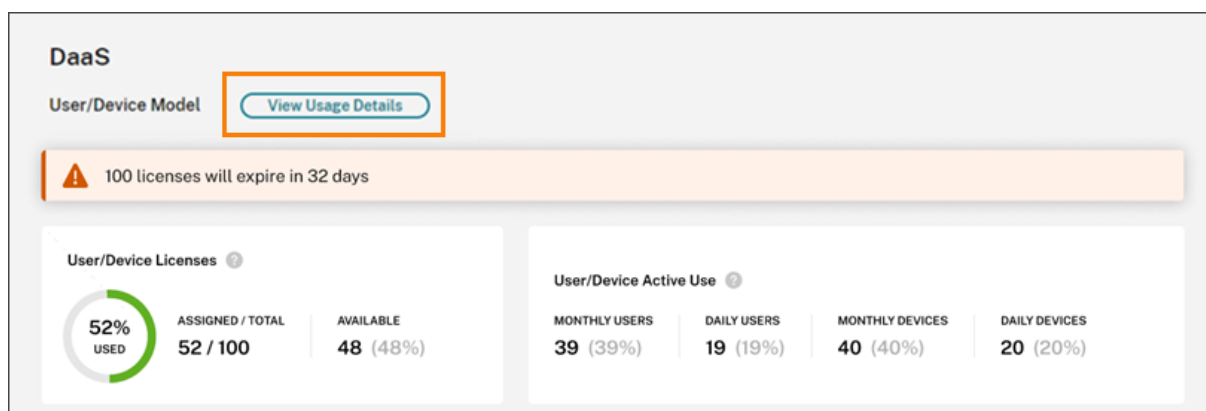 DaaS
User/Device Model
View Usage Details
100 licenses will expire in 32 days
User/Device Licenses ?
52%
USED
ASSIGNED / TOTAL
52 / 100
AVAILABLE
48 (48%)
User/Device Active Use ?
MONTHLY USERS
39 (39%)
DAILY USERS
19 (19%)
MONTHLY DEVICES
40 (40%)
DAILY DEVICES
20 (20%)